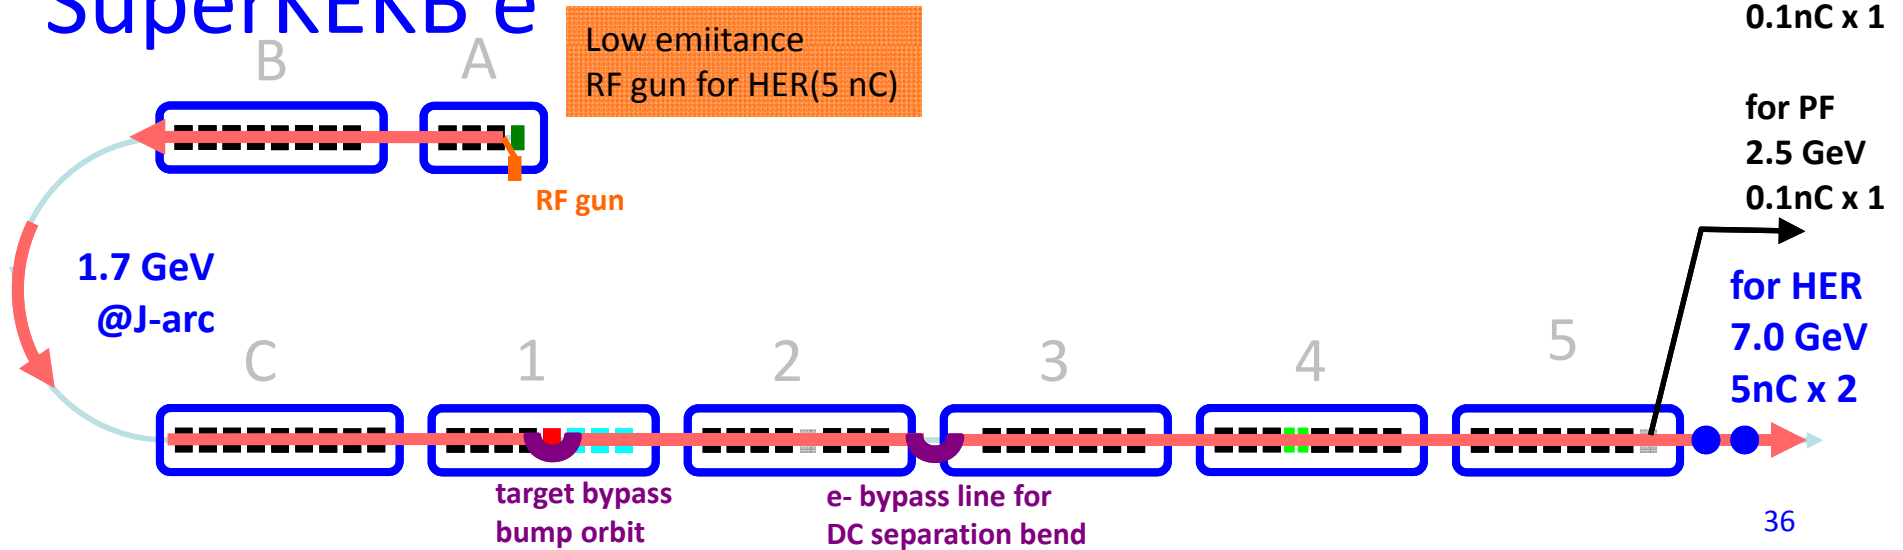 SuperKEKB e
B
A
Low emiitance
RF gun for HER(5 nC)
RF gun
0.1nC x 1
for PF
2.5 GeV
0.1nC x 1
1.7 GeV
@J-arc
for HER
7.0 GeV
5nC x 2
C
1
2
3
4
5
target bypass
bump orbit
e- bypass line for
DC separation bend
36